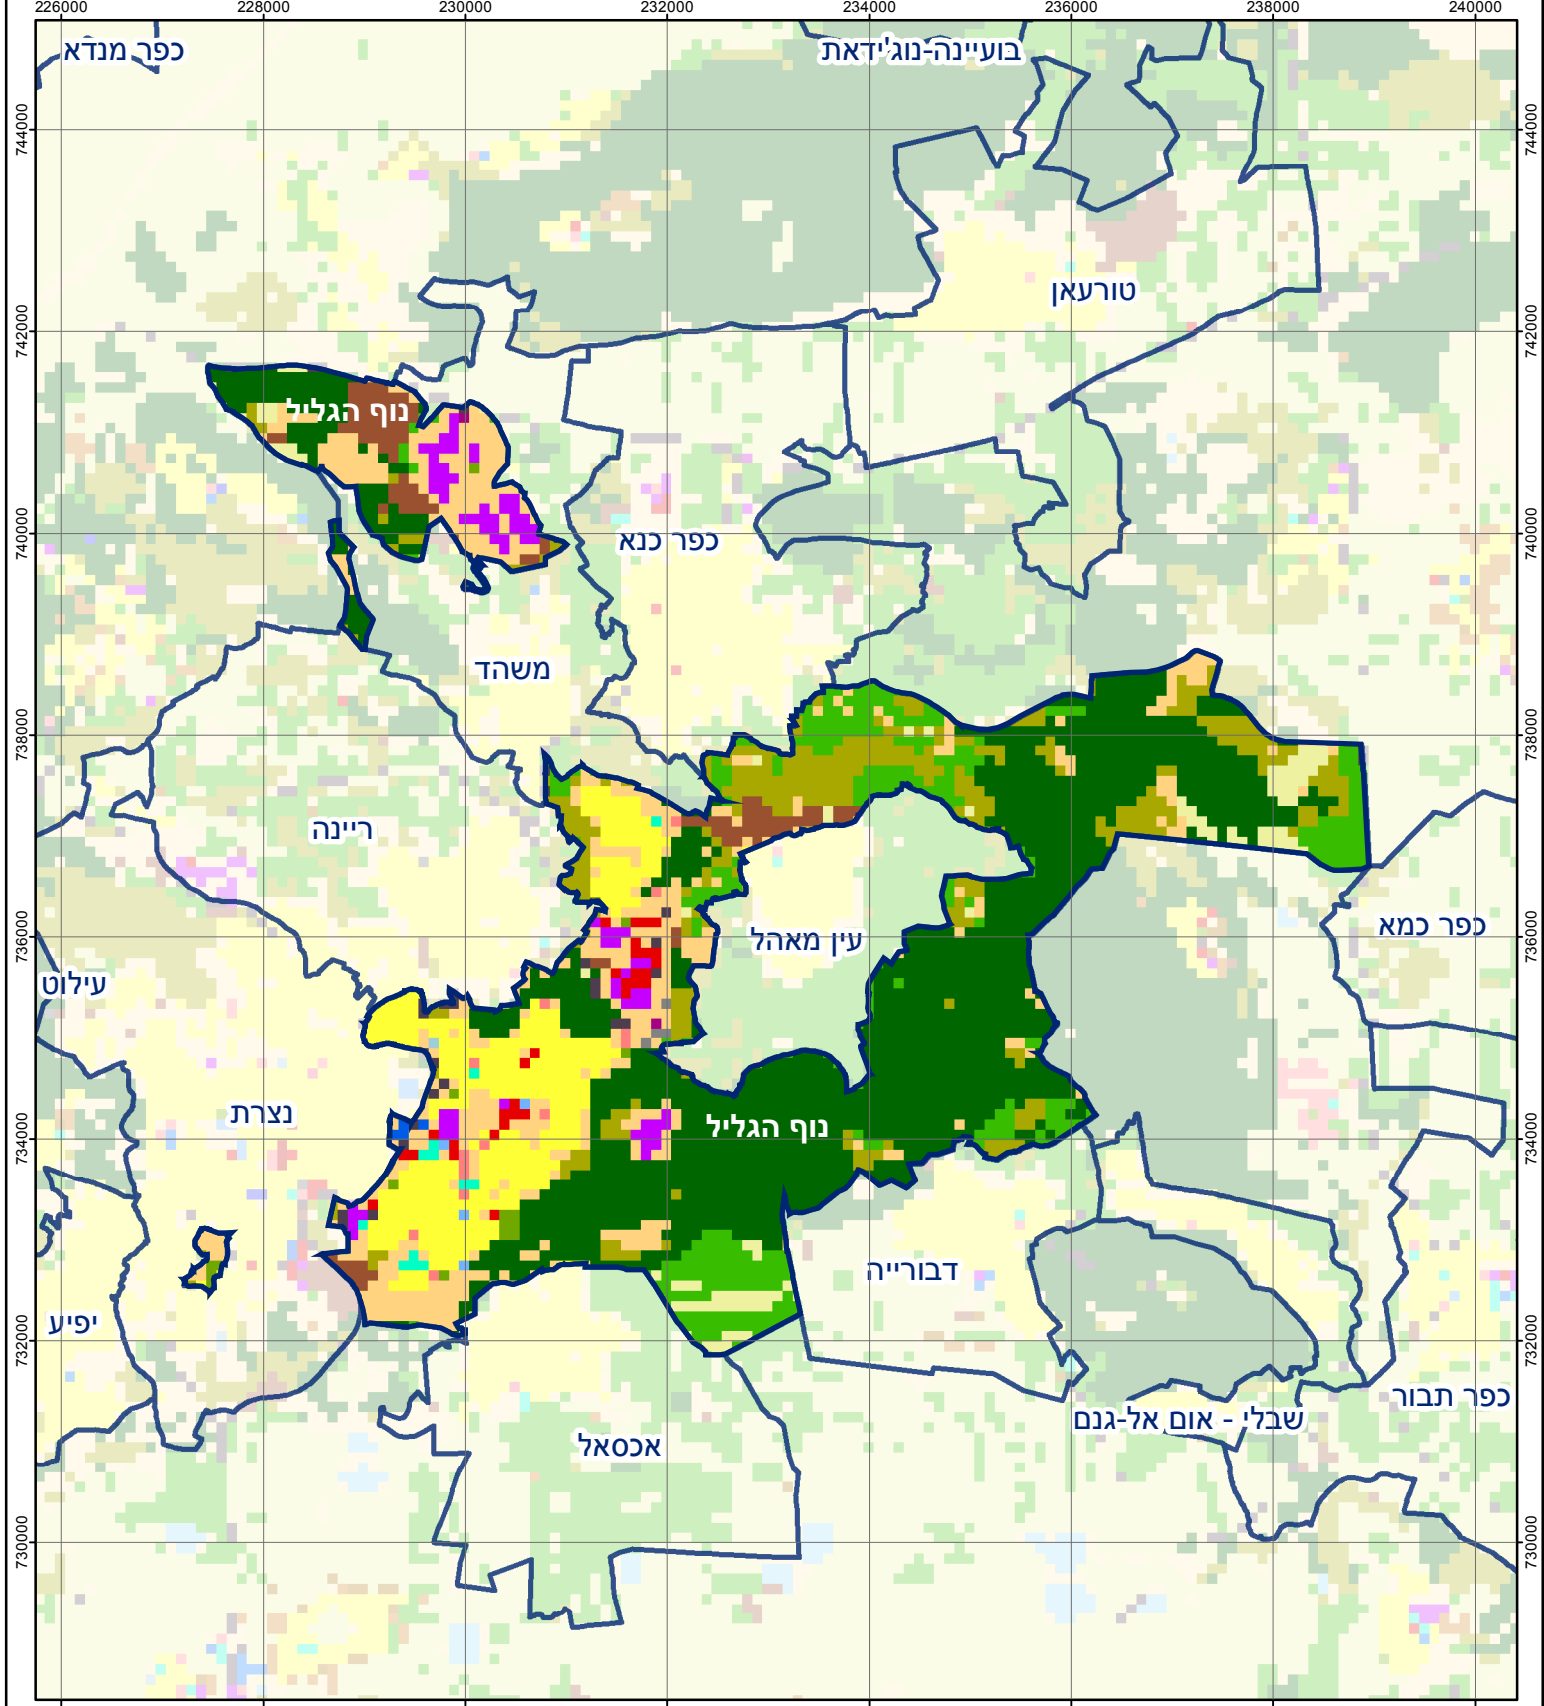 226000 228000 230000 232000 234000 236000 238000 240000
כפר מנדא
בועיינה-נוג'ידאת
744000 744000
טורעאן
742000 742000
נוף הגליל
כפר כנא
740000 740000
משהד
738000 738000
ריינה
כפר כמא
עין מאהל
736000 736000
עילוט
נצרת
נוף הגליל
734000 734000
דבורייה
יפיע
732000 732000
כפר תבור
שבלי - אום אל-גנם
אכסאל
730000 730000